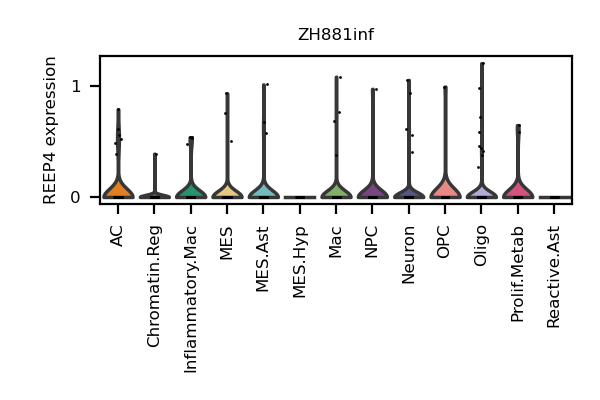 ZH881inf
REEP4 expression
1
0
AC
Chromatin.Reg
Inflammatory.Mac
MES
MES.Ast
MES.Hyp
Mac
NPC
Neuron
OPC
Oligo
Prolif.Metab
Reactive.Ast